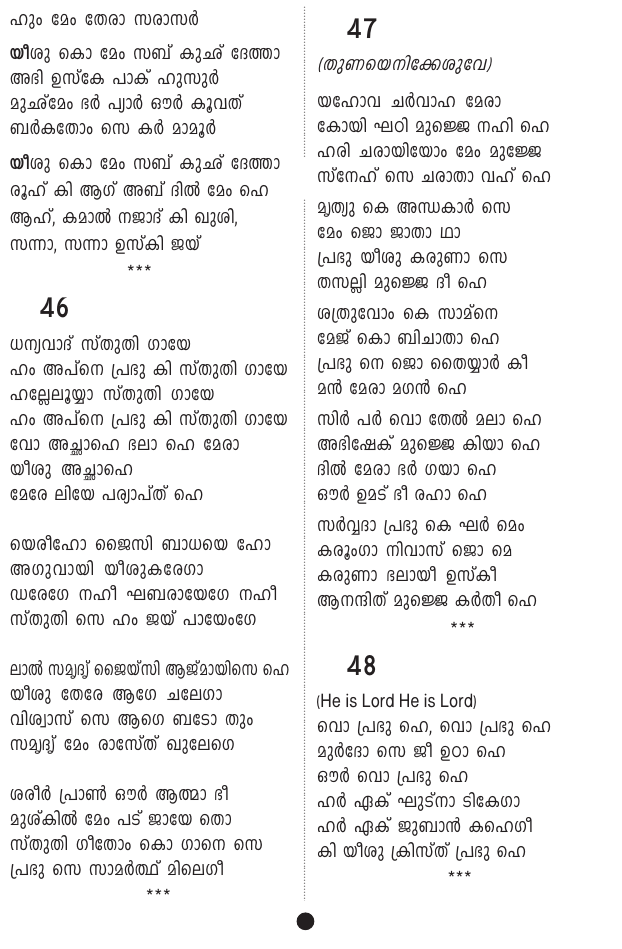 ഹും മേം തേരാ സരാസർ
യീശു കൊ മേം സബ് കുഛ് ദേത്താ
അഭി ഉസ്കേ പാക് ഹുസുർ
മുഛ്മേം ഭർ പ്യാർ ഔർ കൂവത്
ബർകതോം സെ കർ മാമൂർ
യീശു കൊ മേം സബ് കുഛ് ദേത്താ
രൂഹ് കി ആഗ് അബ് ദിൽ മേം ഹെ
ആഹ്, കമാൽ നജാദ് കി ഖുശി,
സന്നാ, സന്നാ ഉസ്കി ജയ്
***
46
ധന്യവാദ് സ്തുതി ഗായേ
ഹം അപ്നെ പ്രഭു കി സ്തുതി ഗായേ
ഹല്ലേലൂയ്യാ സ്തുതി ഗായേ
ഹം അപ്നെ പ്രഭു കി സ്തുതി ഗായേ
വോ അച്ഛാഹെ ഭലാ ഹെ മേരാ
യീശു അച്ഛാഹെ
മേരേ ലിയേ പര്യാപ്ത് ഹെ
യെരീഹോ ജൈസി ബാധയെ ഹോ
അഗുവായി യീശുകരേഗാ
ഡരേഗേ നഹീ ഘബരായേഗേ നഹീ
സ്തുതി സെ ഹം ജയ് പായേംഗേ
ലാൽ സമൃദ്യ് ജൈയ്സി ആജ്മായിസെ ഹെ
യീശു തേരേ ആഗേ ചലേഗാ
വിശ്വാസ് സെ ആഗെ ബടോ തും
സമൃദ്യ് മേം രാസ്തേ് ഖുലേഗെ
ശരീർ പ്രാൺ ഔർ ആത്മാ ഭീ
മുശ്കിൽ മേം പട് ജായേ തൊ
സ്തുതി ഗീതോം കൊ ഗാനെ സെ
പ്രഭു സെ സാമർത്ഥ് മിലെഗീ
***
47
(തുണയെനിക്കേശുവേ)
യഹോവ ചർവാഹ മേരാ
കോയി ഘഠി മുജ്ജെ നഹി ഹെ
ഹരി ചരായിയോം മേം മുജ്ജേ
സ്നേഹ് സെ ചരാതാ വഹ് ഹെ
മൃത്യു കെ അന്ധകാർ സെ
മേം ജൊ ജാതാ ഥാ
പ്രഭു യീശു കരുണാ സെ
തസല്ലി മുജ്ജെ ദീ ഹെ
ശത്രുവോം കെ സാമ്നെ
മേജ് കൊ ബിചാതാ ഹെ
പ്രഭു നെ ജൊ തൈയ്യാർ കീ
മൻ മേരാ മഗൻ ഹെ
സിർ പർ വൊ തേൽ മലാ ഹെ
അഭിഷേക് മുജ്ജെ കിയാ ഹെ
ദിൽ മേരാ ഭർ ഗയാ ഹെ
ഔർ ഉമട് ഭീ രഹാ ഹെ
സർവ്വദാ പ്രഭു കെ ഘർ മെം
കരൂംഗാ നിവാസ് ജൊ മെ
കരുണാ ഭലായീ ഉസ്കീ
ആനന്ദിത് മുജ്ജെ കർതീ ഹെ
***
48
(He is Lord He is Lord)
വൊ പ്രഭു ഹെ, വൊ പ്രഭു ഹെ
മുർദോ സെ ജീ ഉഠാ ഹെ
ഔർ വൊ പ്രഭു ഹെ
ഹർ ഏക് ഘുട്നാ ടികേഗാ
ഹർ ഏക് ജുബാൻ കഹെഗീ
കി യീശു ക്രിസ്ത് പ്രഭു ഹെ
***